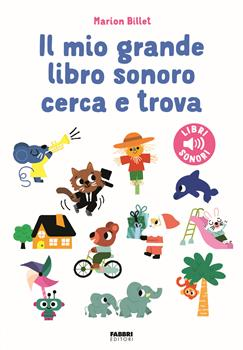 Marion Billet
Il mio grande
libro sonoro
cerca e trova
LIBRI
SONORI
FABBRI
EDITORI